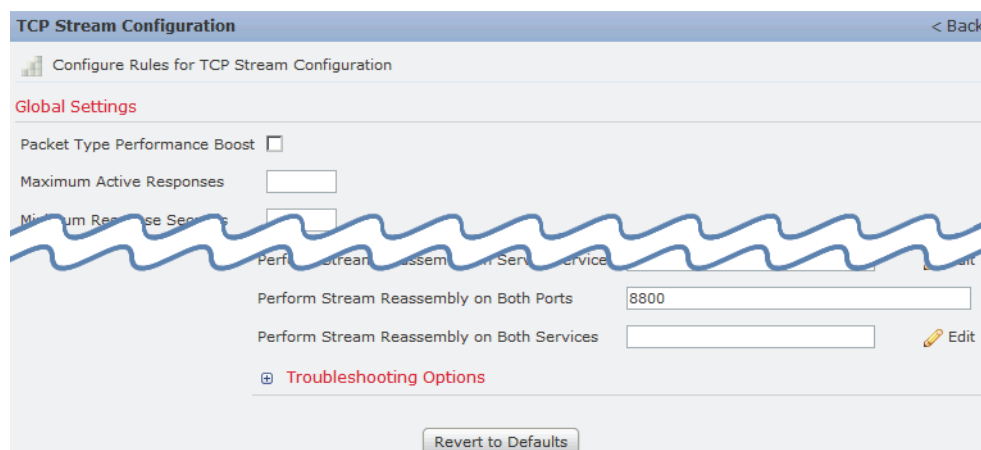 TCP Stream Configuration < Back
Configure Rules for TCP Stream Configuration
Global Settings
Packet Type Performance Boost
Maximum Active Responses
Perform Stream Reassembly on Both Ports 8800
Perform Stream Reassembly on Both Services Edit
Troubleshooting Options
Revert to Defaults